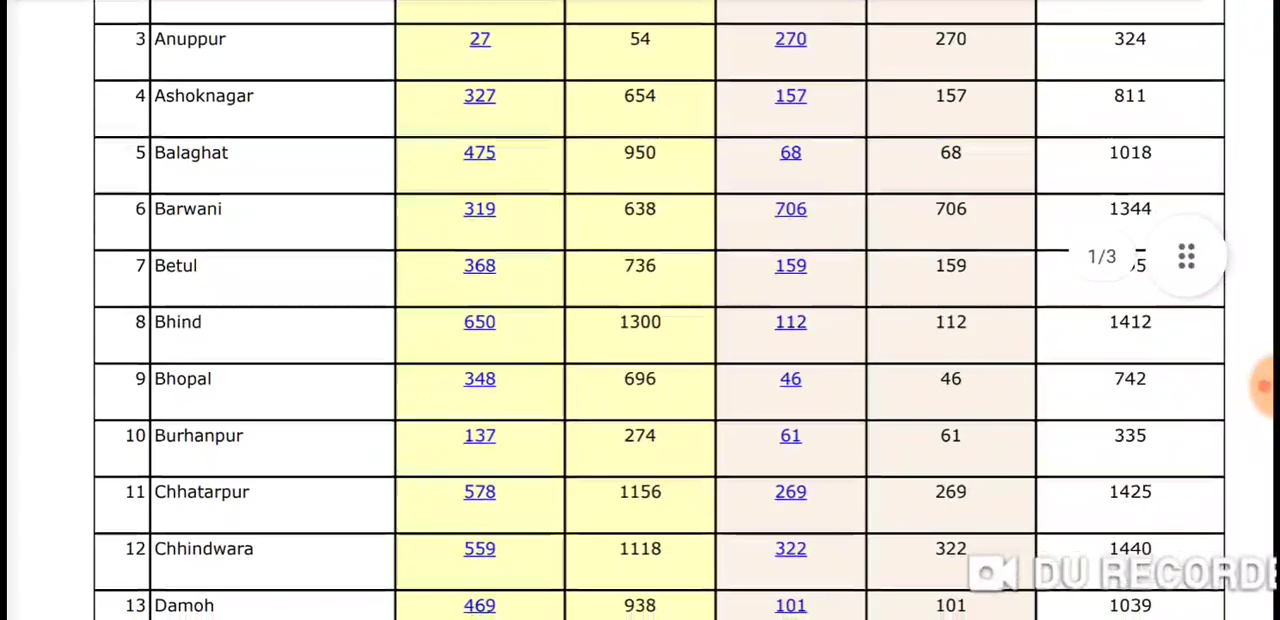 3 Anuppur 27 54 270 270 324
4 Ashoknagar 327 654 157 157 811
5 Balaghat 475 950 68 68 1018
6 Barwani 319 638 706 706 1344
7 Betul 368 736 159 159
1/3
8 Bhind 650 1300 112 112 1412
9 Bhopal 348 696 46 46 742
10 Burhanpur 137 274 61 61 335
11 Chhatarpur 578 1156 269 269 1425
12 Chhindwara 559 1118 322 322 1440
DU RECORDE
13 Damoh 469 938 101 101 1039